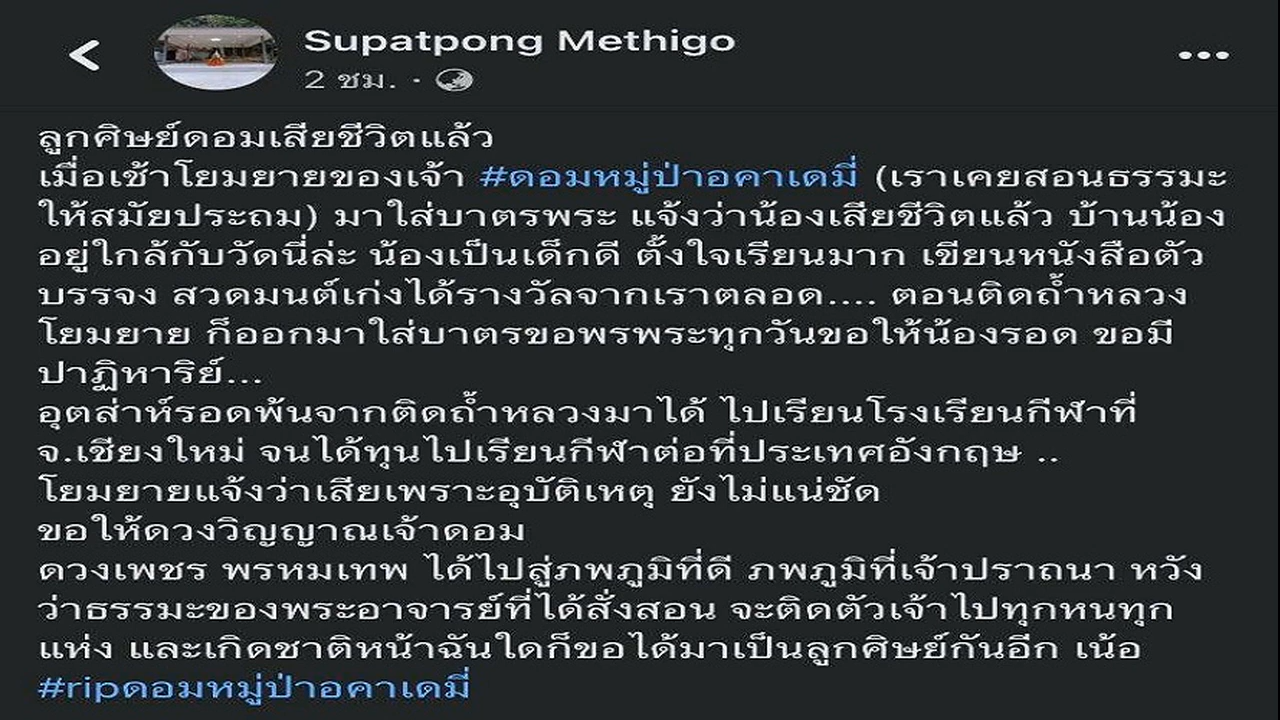 Supatpong Methigo
2 ชม. ·
ลูกศิษย์ดอมเสียชีวิตแล้ว
เมื่อเช้าโยมยายของเจ้า #ดอมหมู่ป่าอคาเดมี่ (เราเคยสอนธรรมะ
ให้สมัยประถม) มาใส่บาตรพระ แจ้งว่าน้องเสียชีวิตแล้ว บ้านน้อง
อยู่ใกล้กับวัดนี่ล่ะ น้องเป็นเด็กดี ตั้งใจเรียนมาก เขียนหนังสือตัว
บรรจง สวดมนต์เก่งได้รางวัลจากเราตลอด.... ตอนติดถ้ำหลวง
โยมยาย ก็ออกมาใส่บาตรขอพรพระทุกวันขอให้น้องรอด ขอมี
ปาฏิหาริย์...
อุตส่าห์รอดพ้นจากติดถ้ำหลวงมาได้ ไปเรียนโรงเรียนกีฬาที่
จ.เชียงใหม่ จนได้ทุนไปเรียนกีฬาต่อที่ประเทศอังกฤษ ..
โยมยายแจ้งว่าเสียเพราะอุบัติเหตุ ยังไม่แน่ชัด
ขอให้ดวงวิญญาณเจ้าดอม
ดวงเพชร พรหมเทพ ได้ไปสู่ภพภูมิที่ดี ภพภูมิที่เจ้าปราถนา หวัง
ว่าธรรมะของพระอาจารย์ที่ได้สั่งสอน จะติดตัวเจ้าไปทุกหนทุก
แห่ง และเกิดชาติหน้าฉันใดก็ขอได้มาเป็นลูกศิษย์กันอีก เน้อ
#ripดอมหมู่ป่าอคาเดมี่